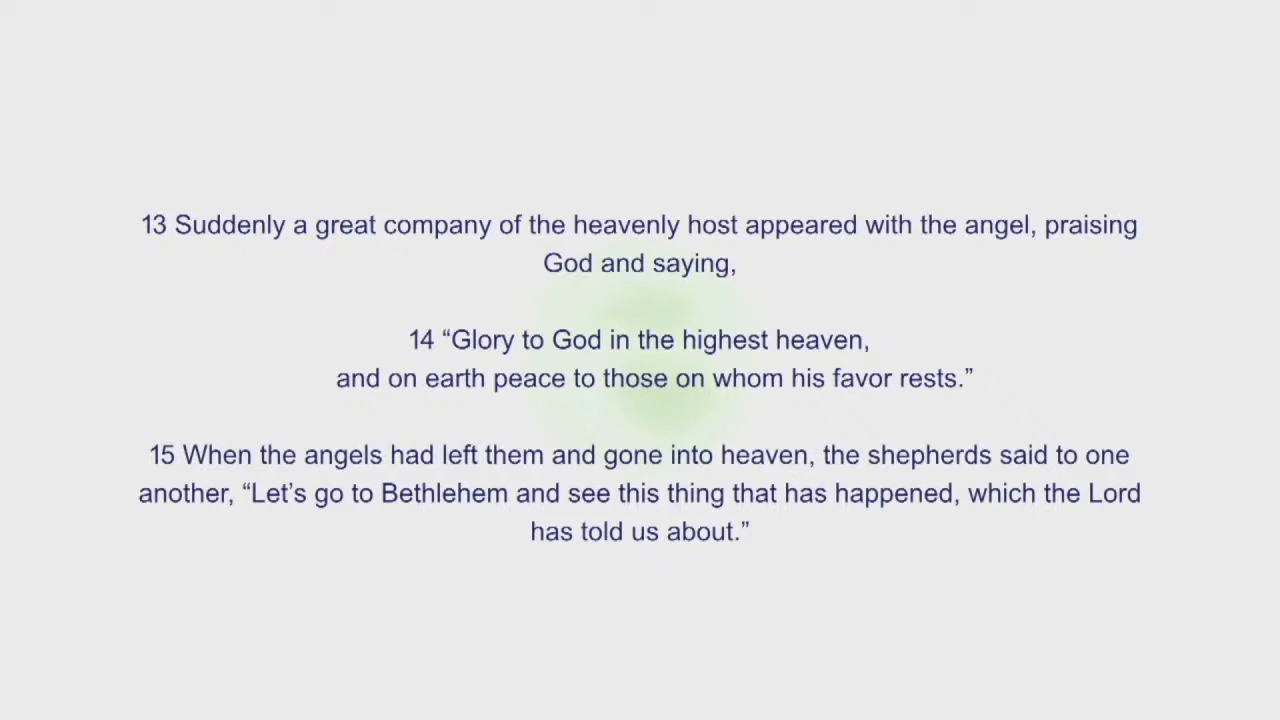 13 Suddenly a great company of the heavenly host appeared with the angel, praising
God and saying,
14 “Glory to God in the highest heaven,
and on earth peace to those on whom his favor rests.”
15 When the angels had left them and gone into heaven, the shepherds said to one
another, “Let’s go to Bethlehem and see this thing that has happened, which the Lord
has told us about.”